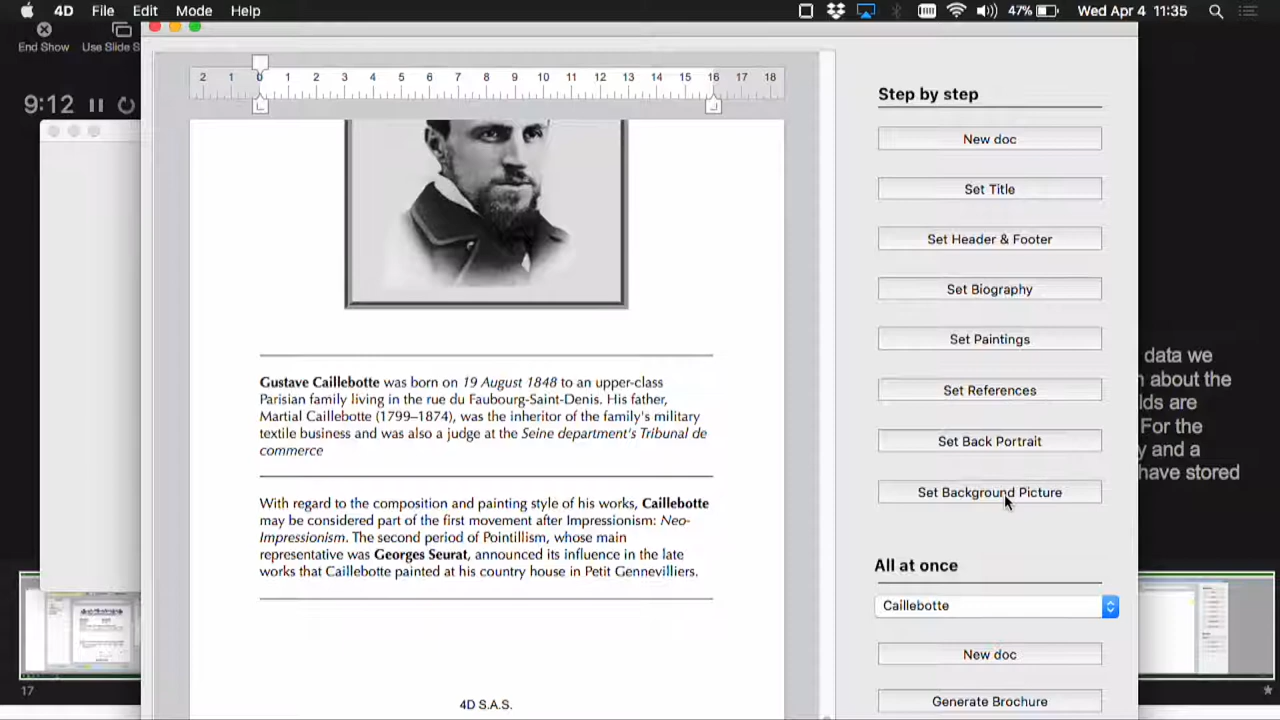 4D File Edit Mode Help
47% Wed Apr 4 11:35
End Show Use Slide S
9:12
2 1 0 1 2 3 4 5 6 7 8 9 10 11 12 13 14 15 16 17 18
Gustave Caillebotte was born on 19 August 1848 to an upper-class
Parisian family living in the rue du Faubourg-Saint-Denis. His father,
Martial Caillebotte (1799–1874), was the inheritor of the family's military
textile business and was also a judge at the Seine department's Tribunal de
commerce
With regard to the composition and painting style of his works, Caillebotte
may be considered part of the first movement after Impressionism: Neo-
Impressionism. The second period of Pointillism, whose main
representative was Georges Seurat, announced its influence in the late
works that Caillebotte painted at his country house in Petit Gennevilliers.
4D S.A.S.
Step by step
New doc
Set Title
Set Header & Footer
Set Biography
Set Paintings
Set References
Set Back Portrait
Set Background Picture
All at once
Caillebotte
New doc
Generate Brochure
data we
about the
lds are
For the
y and a
have stored
17